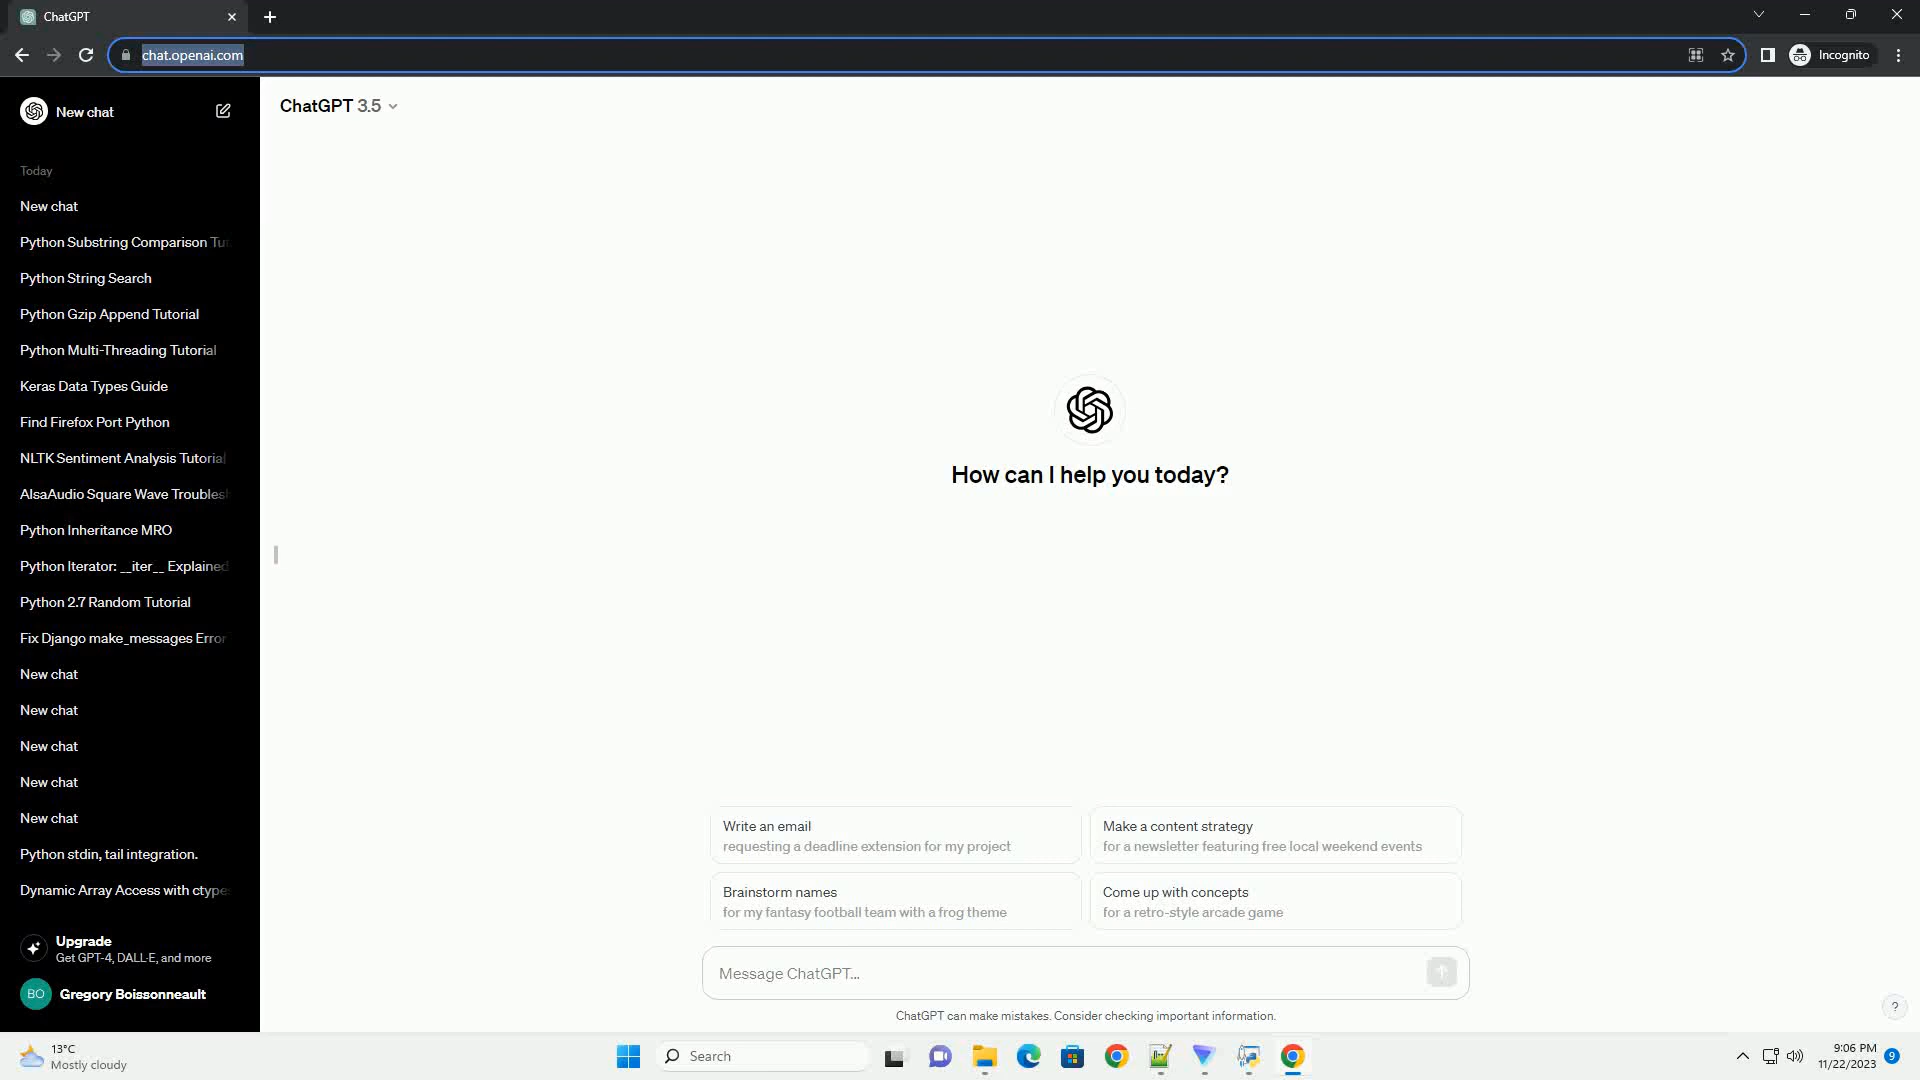 ChatGPT
chat.openai.com
Incognito
New chat
ChatGPT 3.5
Today
New chat
Python Substring Comparison Tut
Python String Search
Python Gzip Append Tutorial
Python Multi-Threading Tutorial
Keras Data Types Guide
Find Firefox Port Python
NLTK Sentiment Analysis Tutorial
AlsaAudio Square Wave Troublesh
Python Inheritance MRO
Python Iterator: __iter__ Explained
Python 2.7 Random Tutorial
Fix Django make_messages Error
New chat
New chat
New chat
New chat
New chat
Python stdin, tail integration.
Dynamic Array Access with ctypes
Upgrade
Get GPT-4, DALL·E, and more
BO Gregory Boissonneault
How can I help you today?
Write an email
requesting a deadline extension for my project
Make a content strategy
for a newsletter featuring free local weekend events
Brainstorm names
for my fantasy football team with a frog theme
Come up with concepts
for a retro-style arcade game
Message ChatGPT...
ChatGPT can make mistakes. Consider checking important information.
?
13°C
Mostly cloudy
Search
9:06 PM
11/22/2023
9